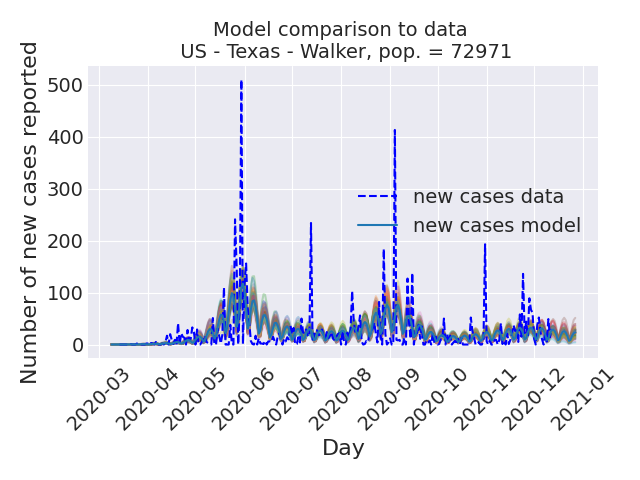 Model comparison to data
US - Texas - Walker, pop. = 72971
Number of new cases reported
500
400
300
200
100
0
new cases data
new cases model
2020-03
2020-04
2020-05
2020-06
2020-07
2020-08
2020-09
2020-10
2020-11
2020-12
2021-01
Day